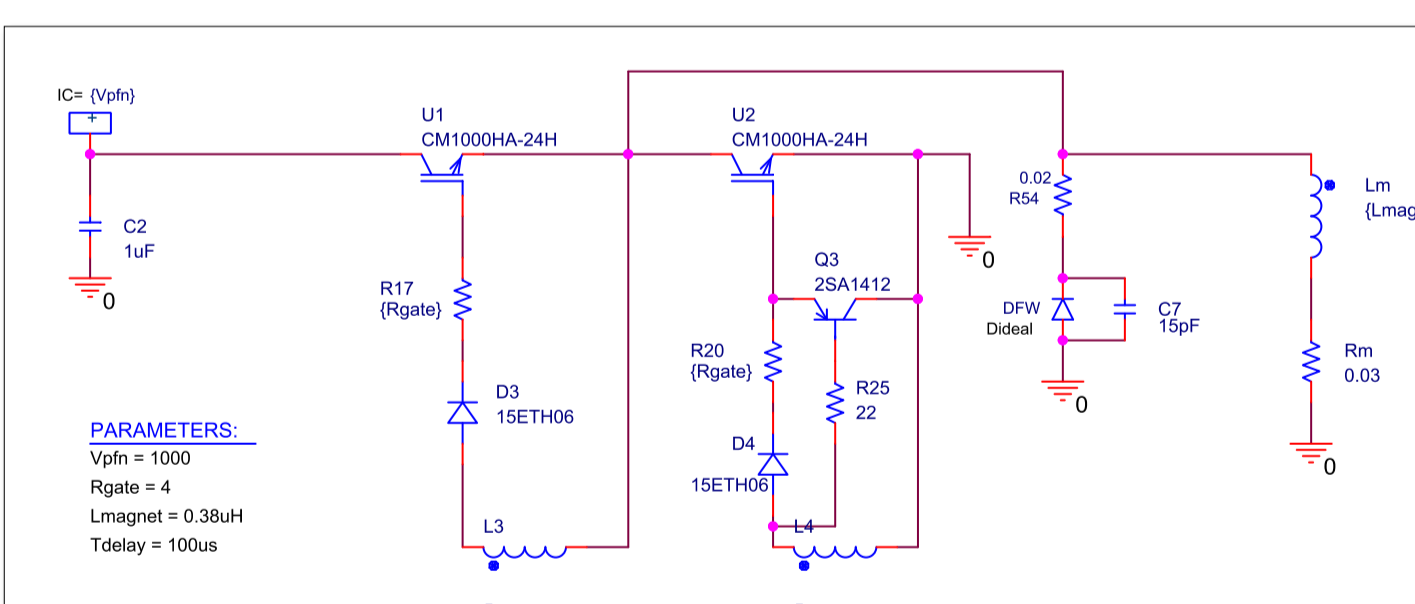 IC= {Vpfn}
+
U1
CM1000HA-24H
U2
CM1000HA-24H
C2
1uF
0
R17
{Rgate}
D3
15ETH06
L3
Q3
2SA1412
0
R20
{Rgate}
R25
22
D4
15ETH06
L4
0.02
R54
DFW
Dideal
C7
15pF
0
Lm
{Lmag
Rm
0.03
0
PARAMETERS:
Vpfn = 1000
Rgate = 4
Lmagnet = 0.38uH
Tdelay = 100us